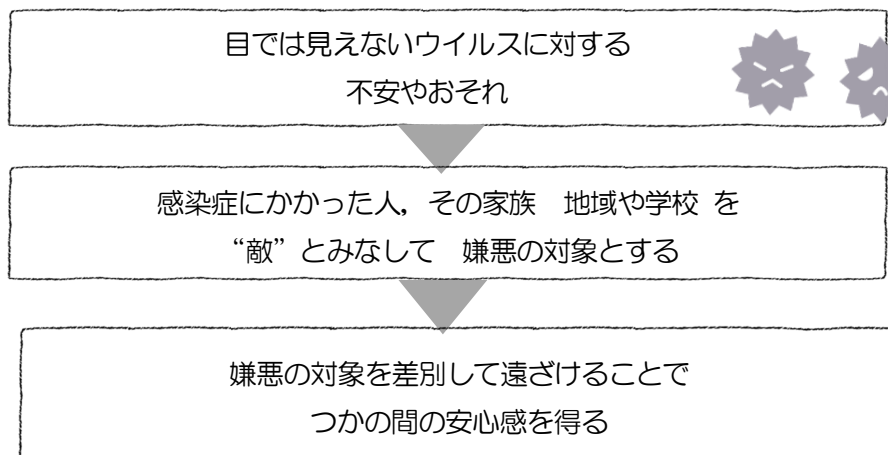 目では見えないウイルスに対する
不安やおそれ
感染症にかかった人，その家族　地域や学校 を
“敵”とみなして　嫌悪の対象とする
嫌悪の対象を差別して遠ざけることで
つかの間の安心感を得る